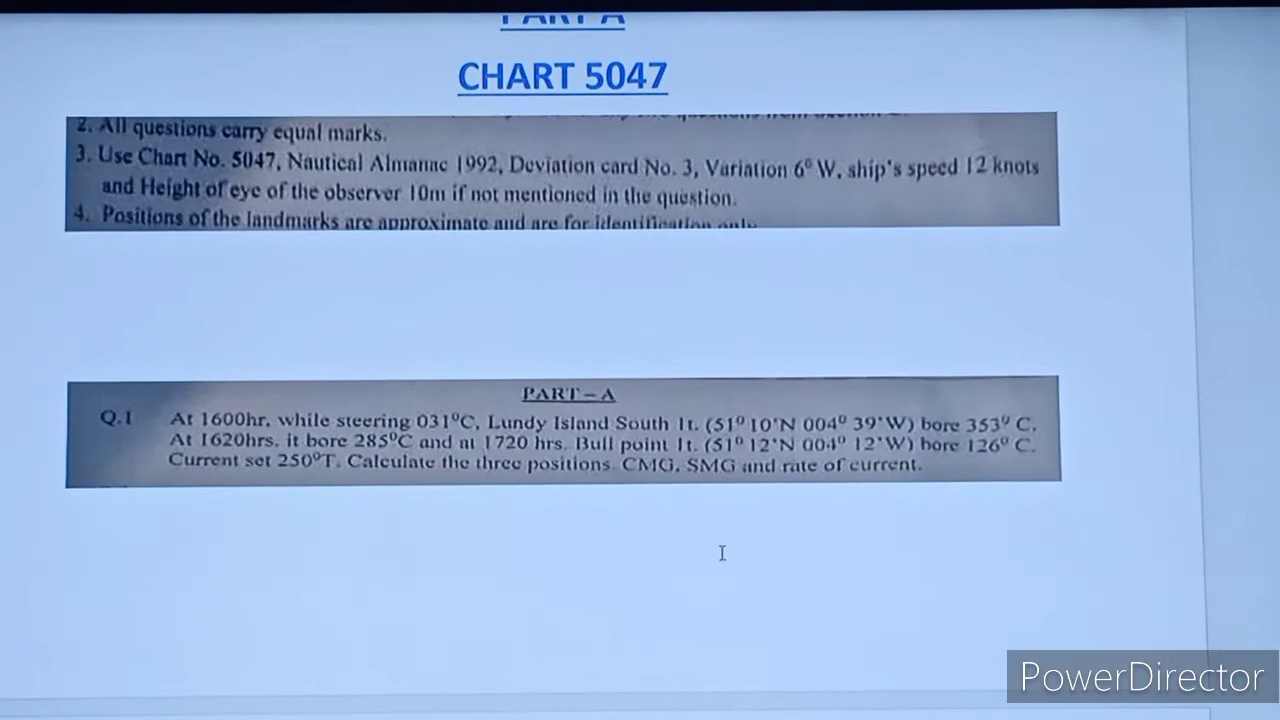 PART A
CHART 5047
2. All questions carry equal marks.
3. Use Chart No. 5047, Nautical Almanac 1992, Deviation card No. 3, Variation 6° W, ship's speed 12 knots
and Height of eye of the observer 10m if not mentioned in the question.
4. Positions of the landmarks are approximate and are for identification only
PART – A
Q.1 At 1600hr, while steering 031°C, Lundy Island South lt. (51° 10'N 004° 39'W) bore 353° C.
At 1620hrs. it bore 285°C and at 1720 hrs. Bull point lt. (51° 12'N 004° 12'W) bore 126° C.
Current set 250°T. Calculate the three positions, CMG, SMG and rate of current.
PowerDirector